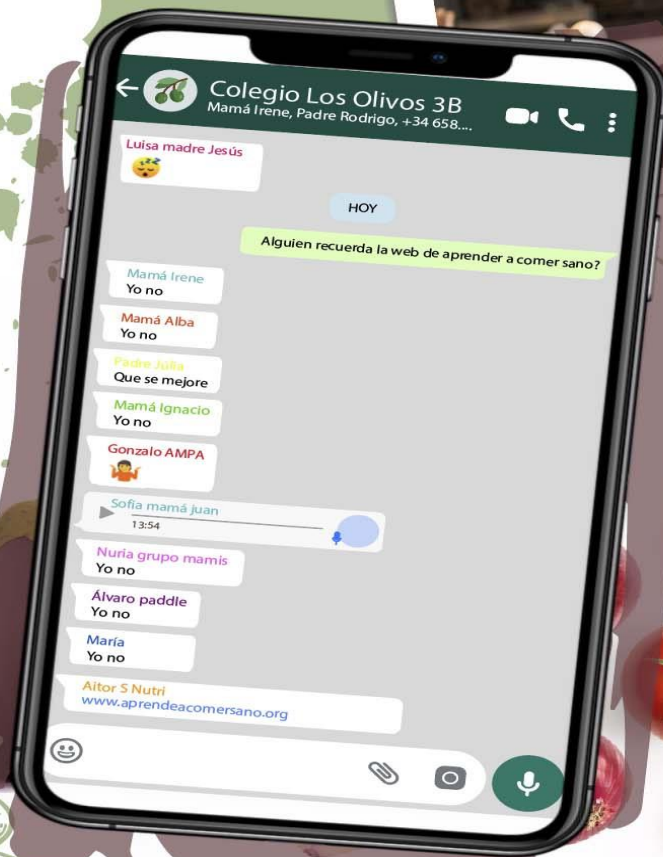 Colegio Los Olivos 3B
Mamá Irene, Padre Rodrigo, +34 658....
Luisa madre Jesús
HOY
Alguien recuerda la web de aprender a comer sano?
Mamá Irene
Yo no
Mamá Alba
Yo no
Padre Júlia
Que se mejore
Mamá Ignacio
Yo no
Gonzalo AMPA
Sofia mamá juan
13:54
Nuria grupo mamis
Yo no
Álvaro paddle
Yo no
María
Yo no
Aitor S Nutri
www.aprendeacomersano.org